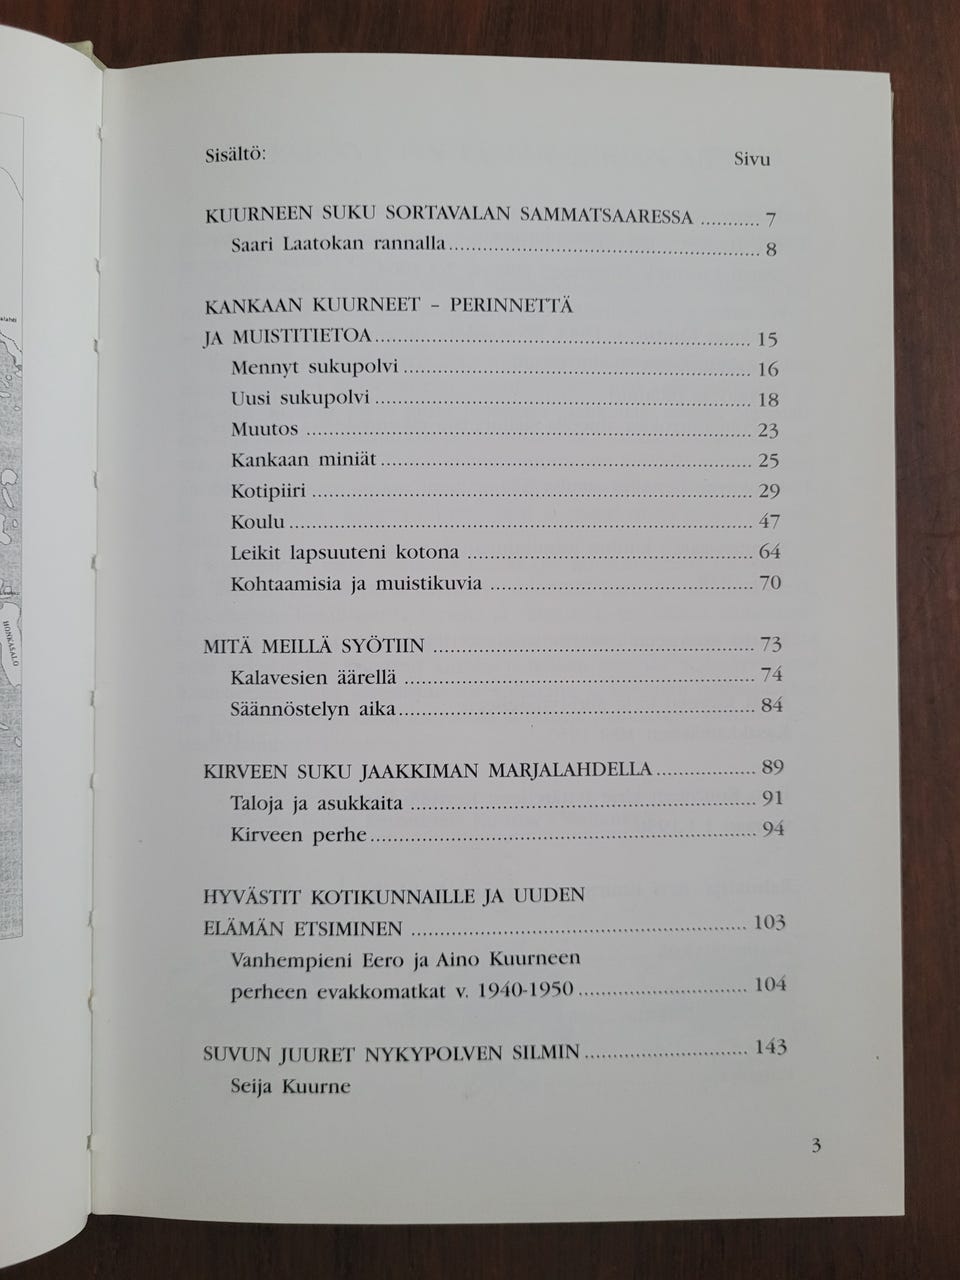 Sisältö: Sivu
KUURNEEN SUKU SORTAVALAN SAMMATSAARESSA ........... 7
Saari Laatokan rannalla ........... 8
KANKAAN KUURNEET – PERINNETTÄ
JA MUISTITIETOA ........... 15
Mennyt sukupolvi ........... 16
Uusi sukupolvi ........... 18
Muutos ........... 23
Kankaan miniät ........... 25
Kotipiiri ........... 29
Koulu ........... 47
Leikit lapsuuteni kotona ........... 64
Kohtaamisia ja muistikuvia ........... 70
MITÄ MEILLÄ SYÖTIIN ........... 73
Kalavesien äärellä ........... 74
Säännöstelyn aika ........... 84
KIRVEEN SUKU JAAKKIMAN MARJALAHDELLA ........... 89
Taloja ja asukkaita ........... 91
Kirveen perhe ........... 94
HYVÄSTIT KOTIKUNNAILLE JA UUDEN
ELÄMÄN ETSIMINEN ........... 103
Vanhempieni Eero ja Aino Kuurneen
perheen evakkomatkat v. 1940-1950 ........... 104
SUVUN JUURET NYKYPOLVEN SILMIN ........... 143
Seija Kuurne
3
HONKASALO